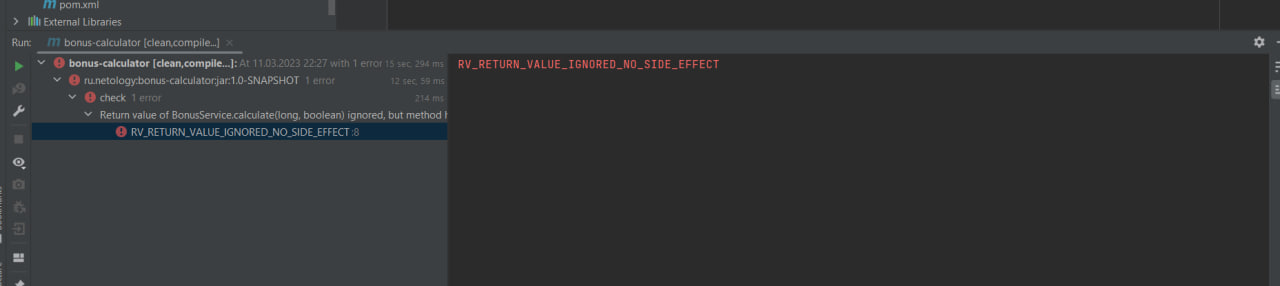 pom.xml
External Libraries
Run: bonus-calculator [clean,compile...]
bonus-calculator [clean,compile...]: At 11.03.2023 22:27 with 1 error 15 sec, 294 ms
ru.netology:bonus-calculator:jar:1.0-SNAPSHOT 1 error 12 sec, 59 ms
check 1 error 214 ms
Return value of BonusService.calculate(long, boolean) ignored, but method
RV_RETURN_VALUE_IGNORED_NO_SIDE_EFFECT :8
RV_RETURN_VALUE_IGNORED_NO_SIDE_EFFECT